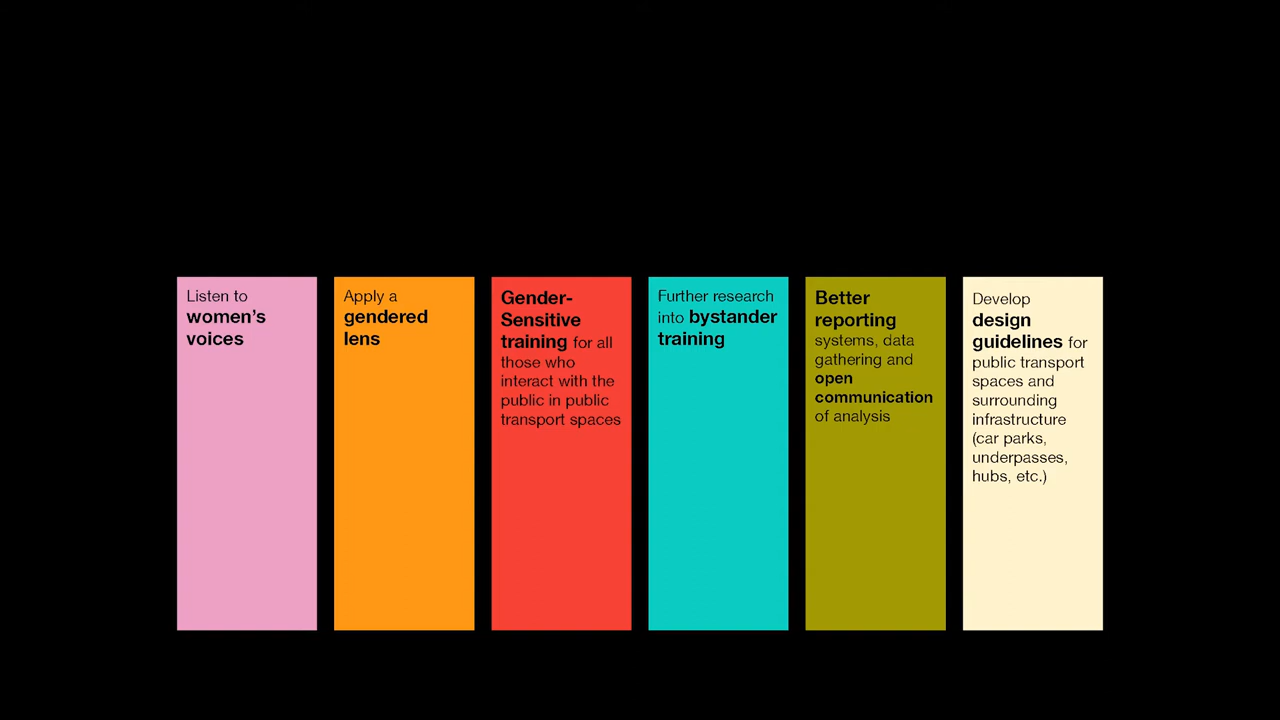 Listen to
women's
voices
Apply a
gendered
lens
Gender-
Sensitive
training for all
those who
interact with the
public in public
transport spaces
Further research
into bystander
training
Better
reporting
systems, data
gathering and
open
communication
of analysis
Develop
design
guidelines for
public transport
spaces and
surrounding
infrastructure
(car parks,
underpasses,
hubs, etc.)